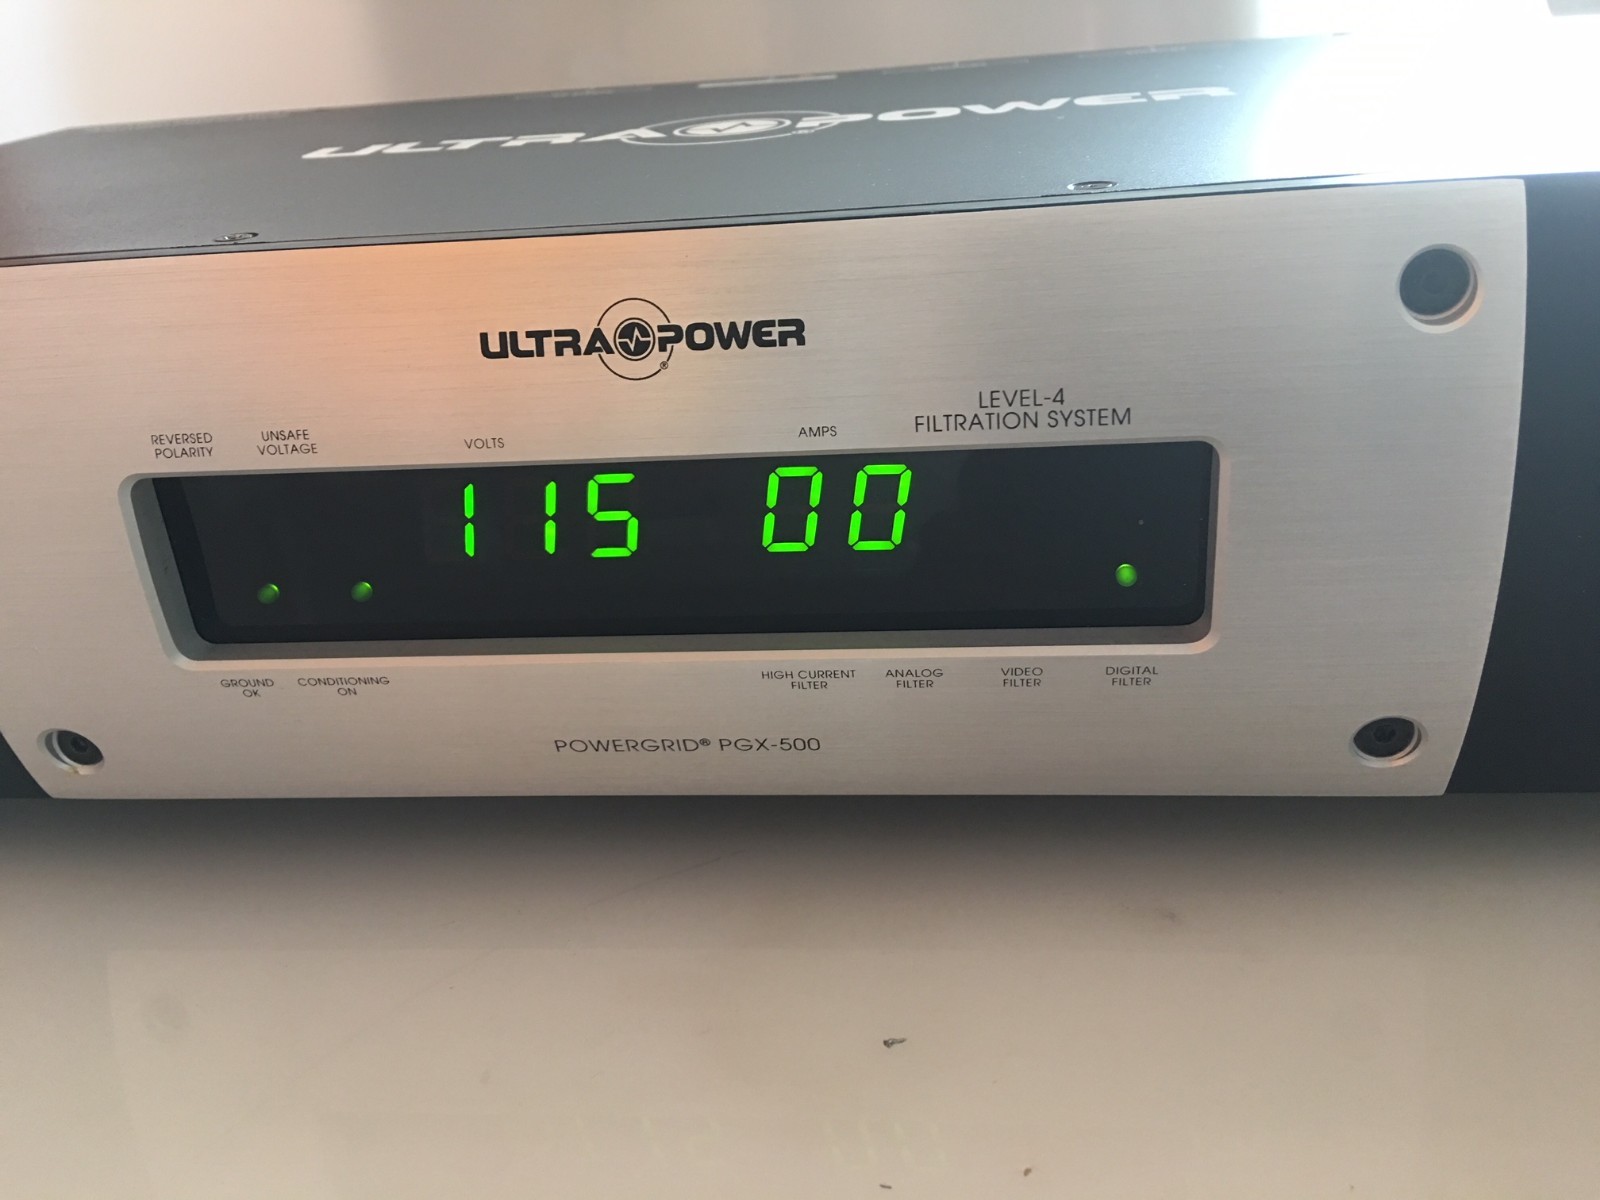 ULTRA POWER
ULTRA POWER®
LEVEL-4
FILTRATION SYSTEM
REVERSED
POLARITY
UNSAFE
VOLTAGE
VOLTS
AMPS
115 00
GROUND
OK
CONDITIONING
ON
HIGH CURRENT
FILTER
ANALOG
FILTER
VIDEO
FILTER
DIGITAL
FILTER
POWERGRID® PGX-500